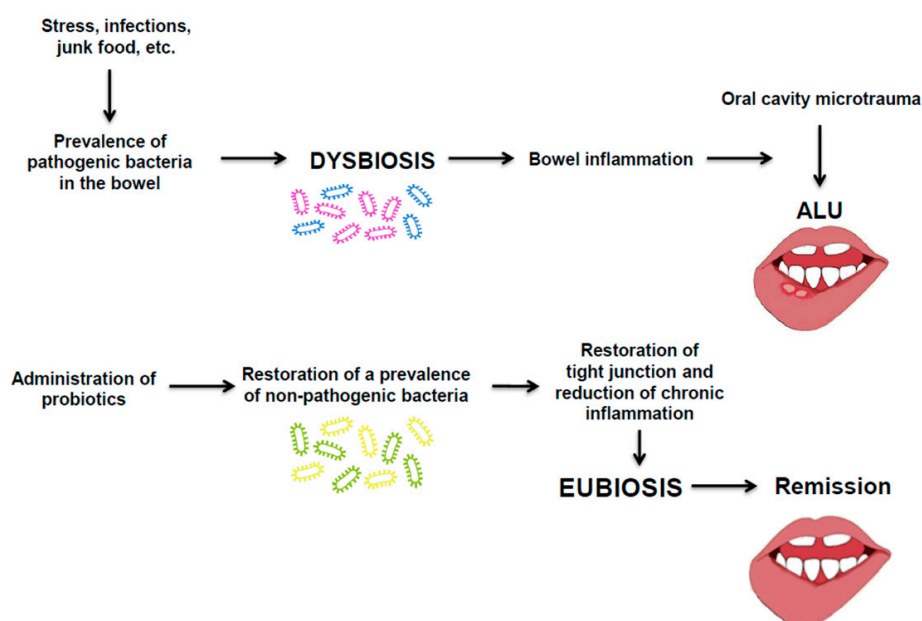 Stress, infections,
junk food, etc.
Prevalence of
pathogenic bacteria
in the bowel
DYSBIOSIS
Bowel inflammation
Oral cavity microtrauma
ALU
Administration of
probiotics
Restoration of a prevalence
of non-pathogenic bacteria
Restoration of
tight junction and
reduction of chronic
inflammation
EUBIOSIS
Remission